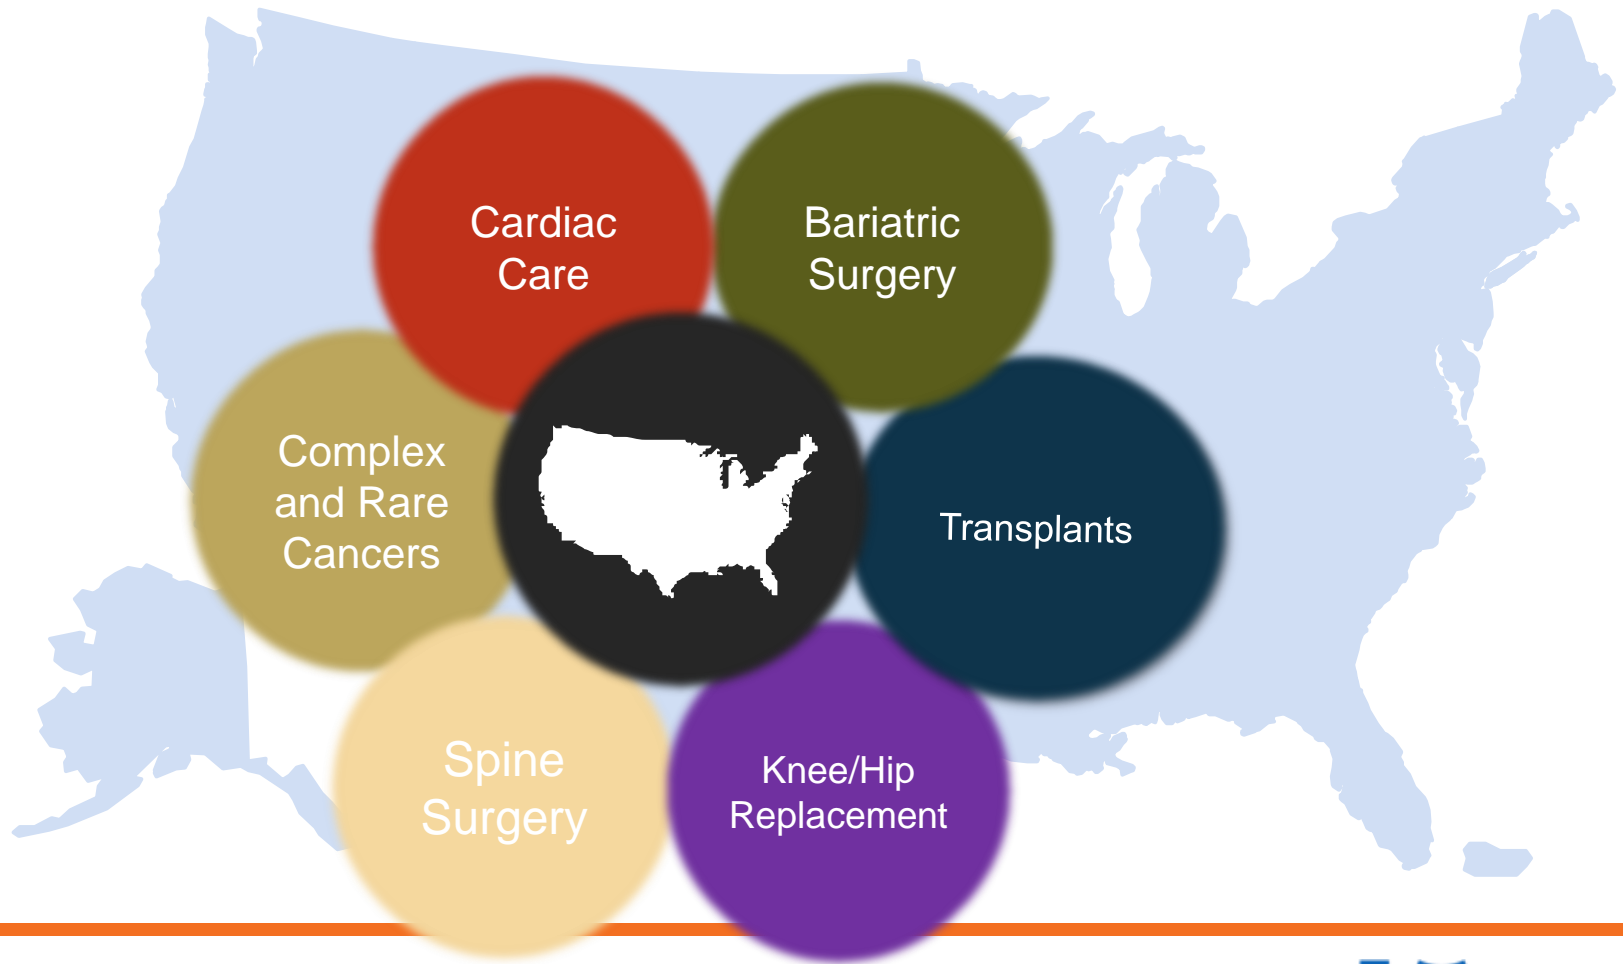 Cardiac
Care
Bariatric
Surgery
Complex
and Rare
Cancers
Transplants
Spine
Surgery
Knee/Hip
Replacement